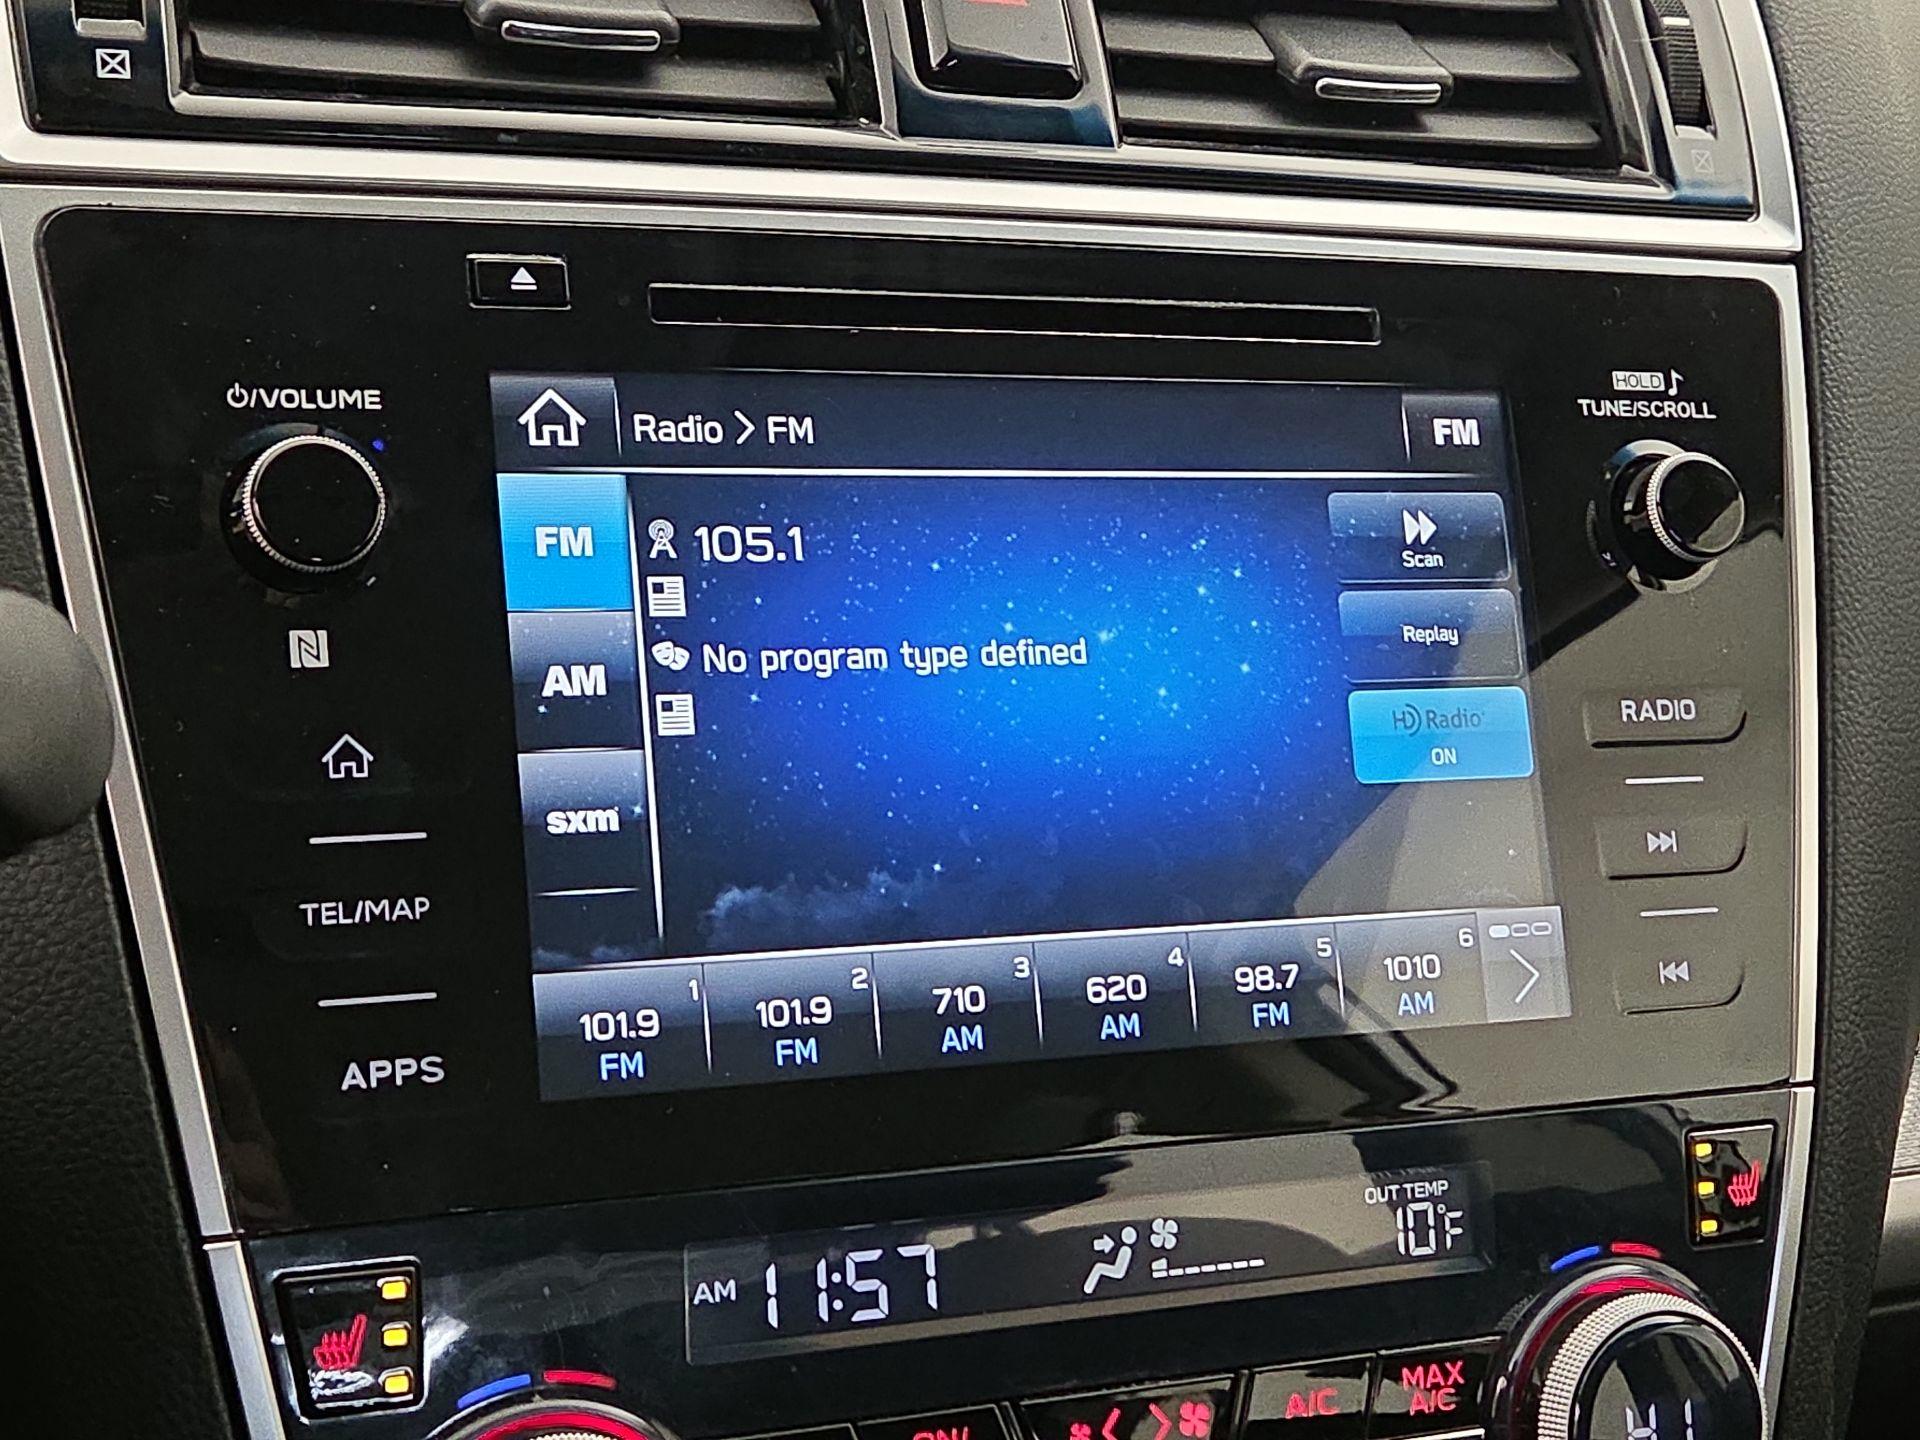 ⏻/VOLUME
HOLD ♪
TUNE/SCROLL
Radio > FM
FM
FM
105.1
Scan
AM
No program type defined
Replay
HD Radio
ON
sxm
RADIO
TEL/MAP
APPS
1
2
3
4
5
6
101.9
101.9
710
620
98.7
1010
FM
FM
AM
AM
FM
AM
OUT TEMP
10°F
AM 11:57
A/C
MAX
A/C
HI